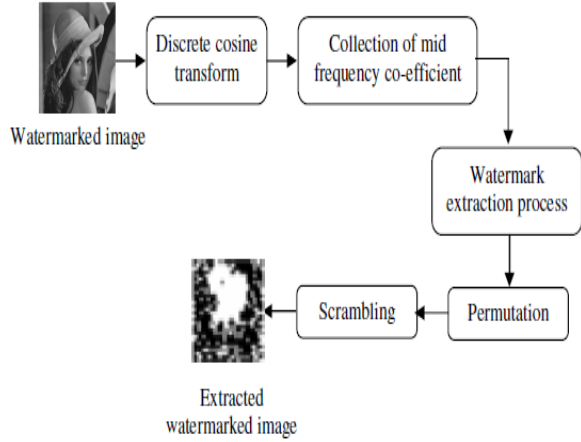 Discrete cosine
transform
Collection of mid
frequency co-efficient
Watermarked image
Watermark
extraction process
Permutation
Scrambling
Extracted
watermarked image